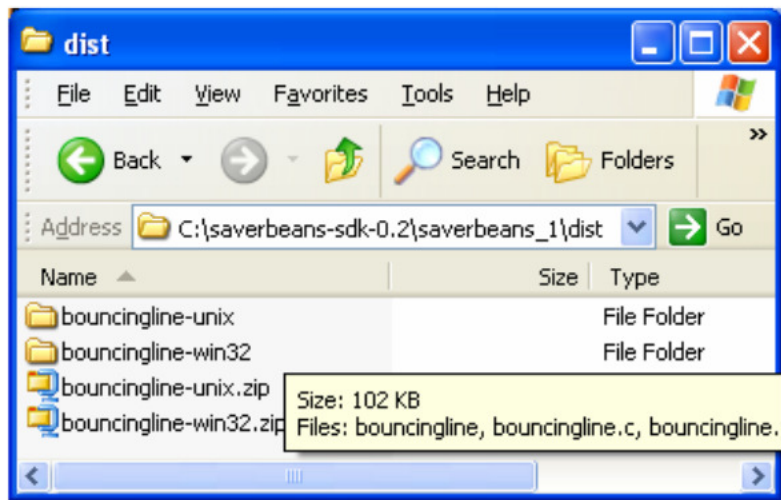 dist
File Edit View Favorites Tools Help
Back Search Folders »
Address C:\saverbeans-sdk-0.2\saverbeans_1\dist Go
Name Size Type
bouncingline-unix File Folder
bouncingline-win32 File Folder
bouncingline-unix.zip
bouncingline-win32.zip
Size: 102 KB
Files: bouncingline, bouncingline.c, bouncingline.